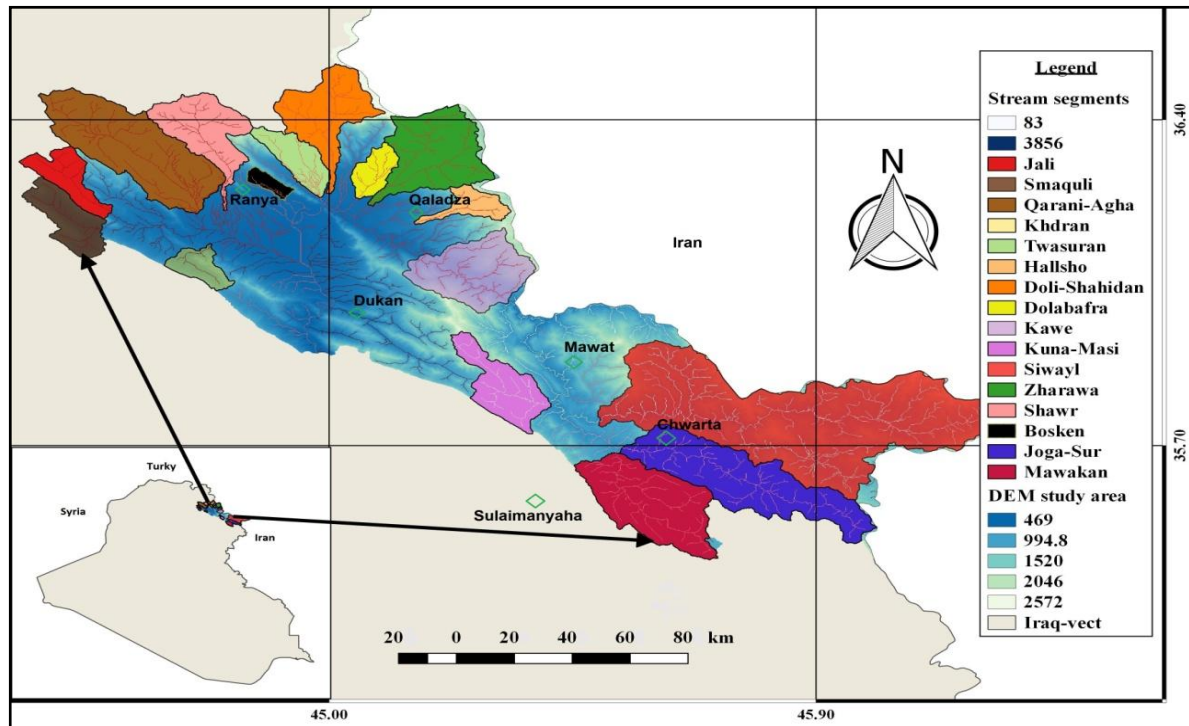 Legend
Stream segments
83
3856
Jali
Smaquli
Qarani-Agha
Khdran
Twasuran
Hallsho
Doli-Shahidan
Dolabafra
Kawe
Kuna-Masi
Siwayl
Zharawa
Shawr
Bosken
Joga-Sur
Mawakan
DEM study area
469
994.8
1520
2046
2572
Iraq-vect
36.40
35.70
N
Iran
Ranya
Qaladza
Dukan
Mawat
Chwarta
Sulaimanyaha
Turky
Syria
Iran
20 0 20 40 60 80 km
45.00 45.90